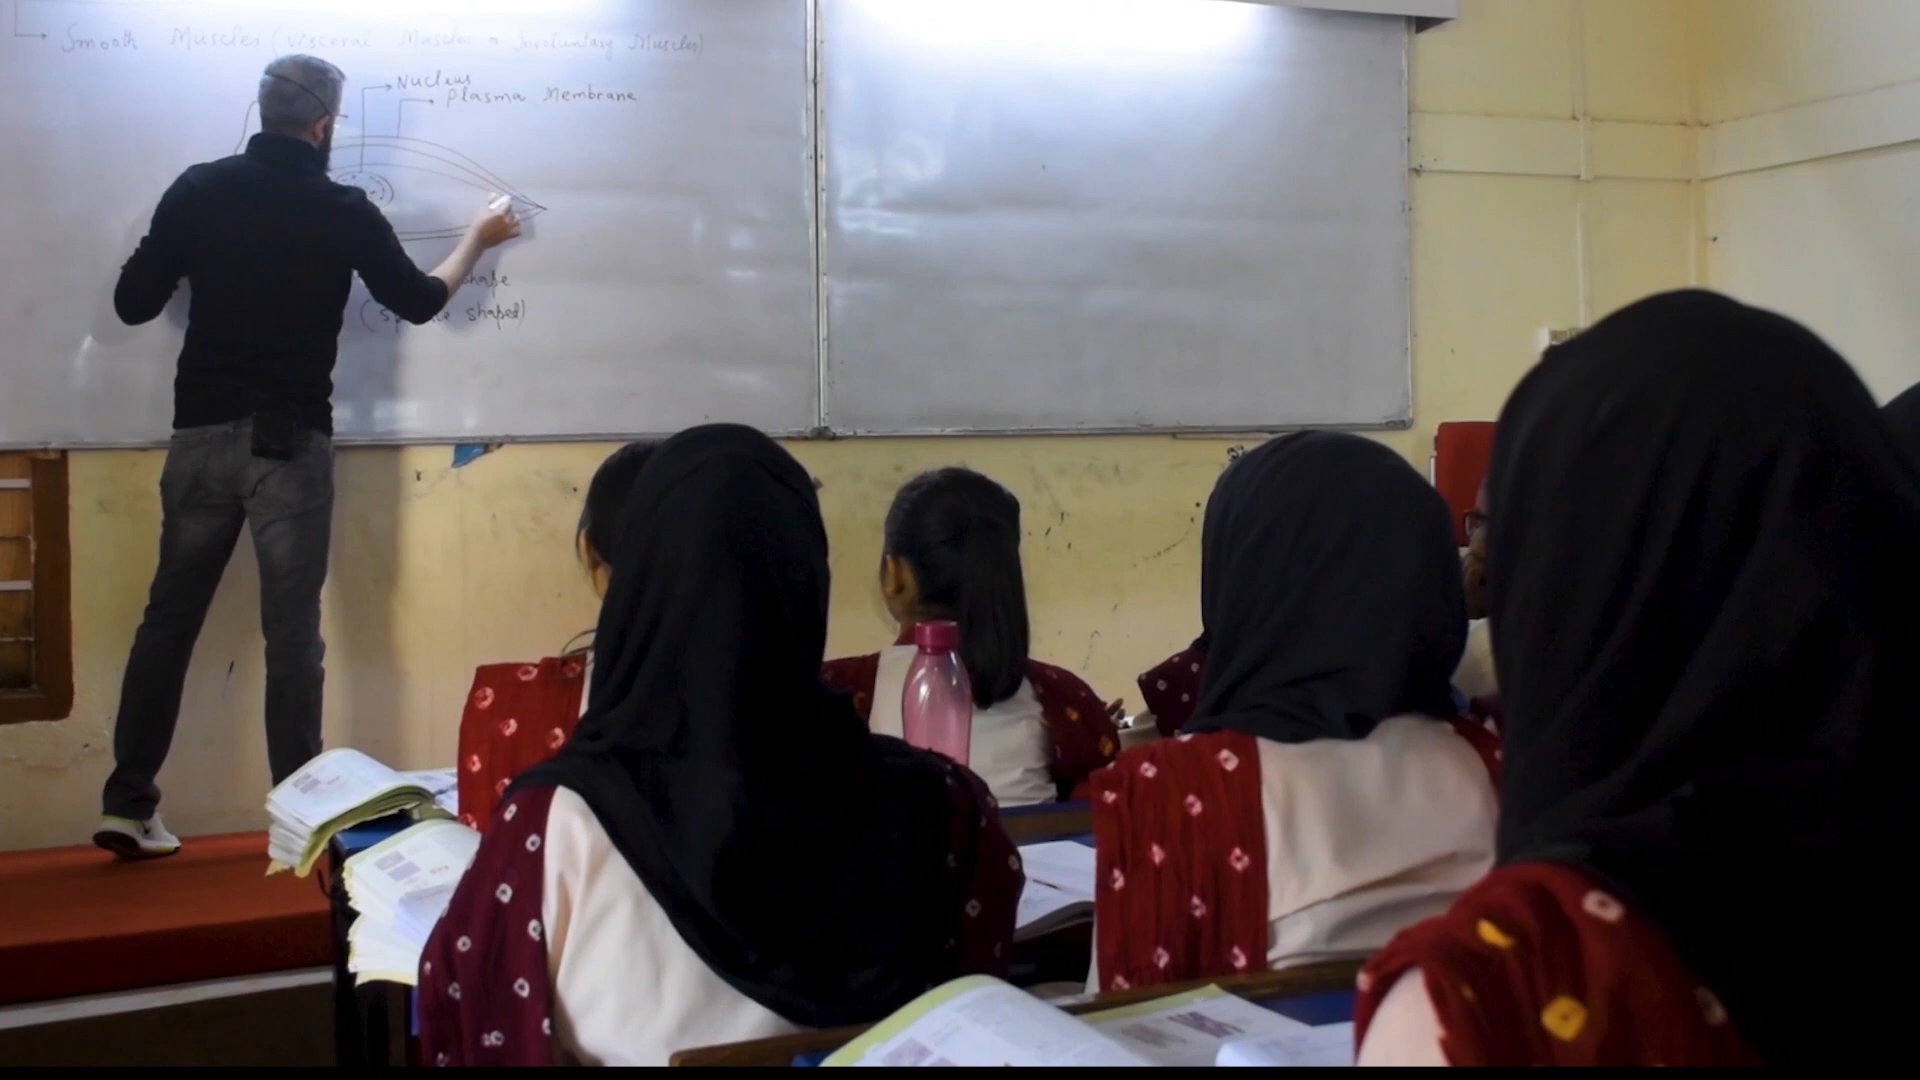 Smooth Muscles (Visceral Muscles or Involuntary Muscles)
Nucleus
Plasma Membrane
shape
shaped)